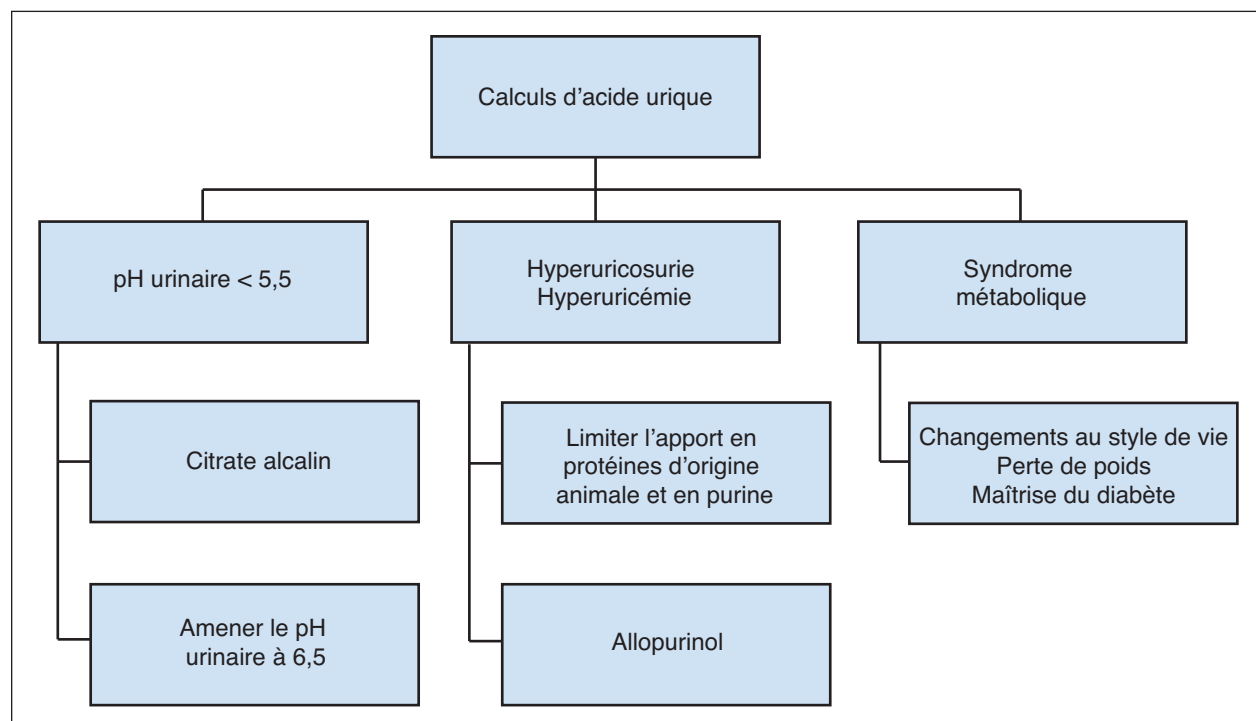 Calculs d’acide urique
pH urinaire < 5,5
Hyperuricosurie
Hyperuricémie
Syndrome
métabolique
Citrate alcalin
Limiter l’apport en
protéines d’origine
animale et en purine
Changements au style de vie
Perte de poids
Maîtrise du diabète
Amener le pH
urinaire à 6,5
Allopurinol